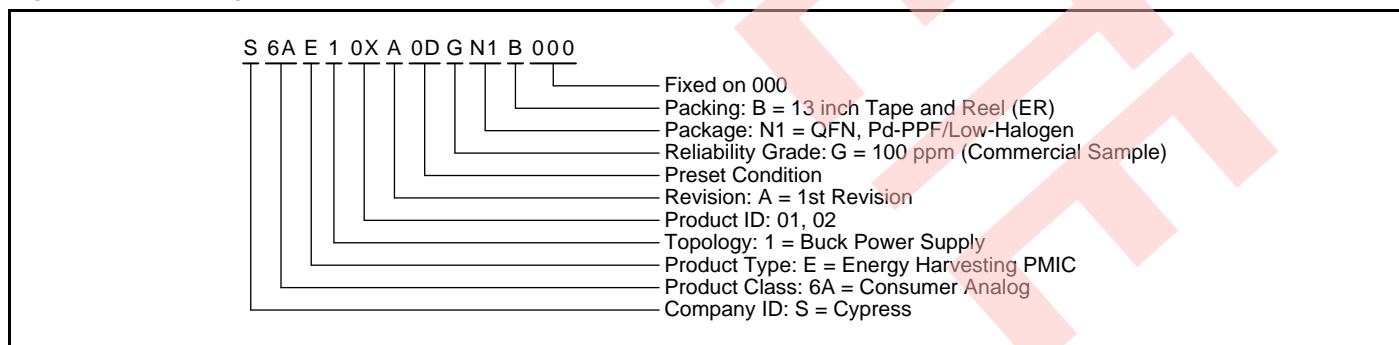 S 6A E 1 0X A 0D G N1 B 000
Fixed on 000
Packing: B = 13 inch Tape and Reel (ER)
Package: N1 = QFN, Pd-PPF/Low-Halogen
Reliability Grade: G = 100 ppm (Commercial Sample)
Preset Condition
Revision: A = 1st Revision
Product ID: 01, 02
Topology: 1 = Buck Power Supply
Product Type: E = Energy Harvesting PMIC
Product Class: 6A = Consumer Analog
Company ID: S = Cypress